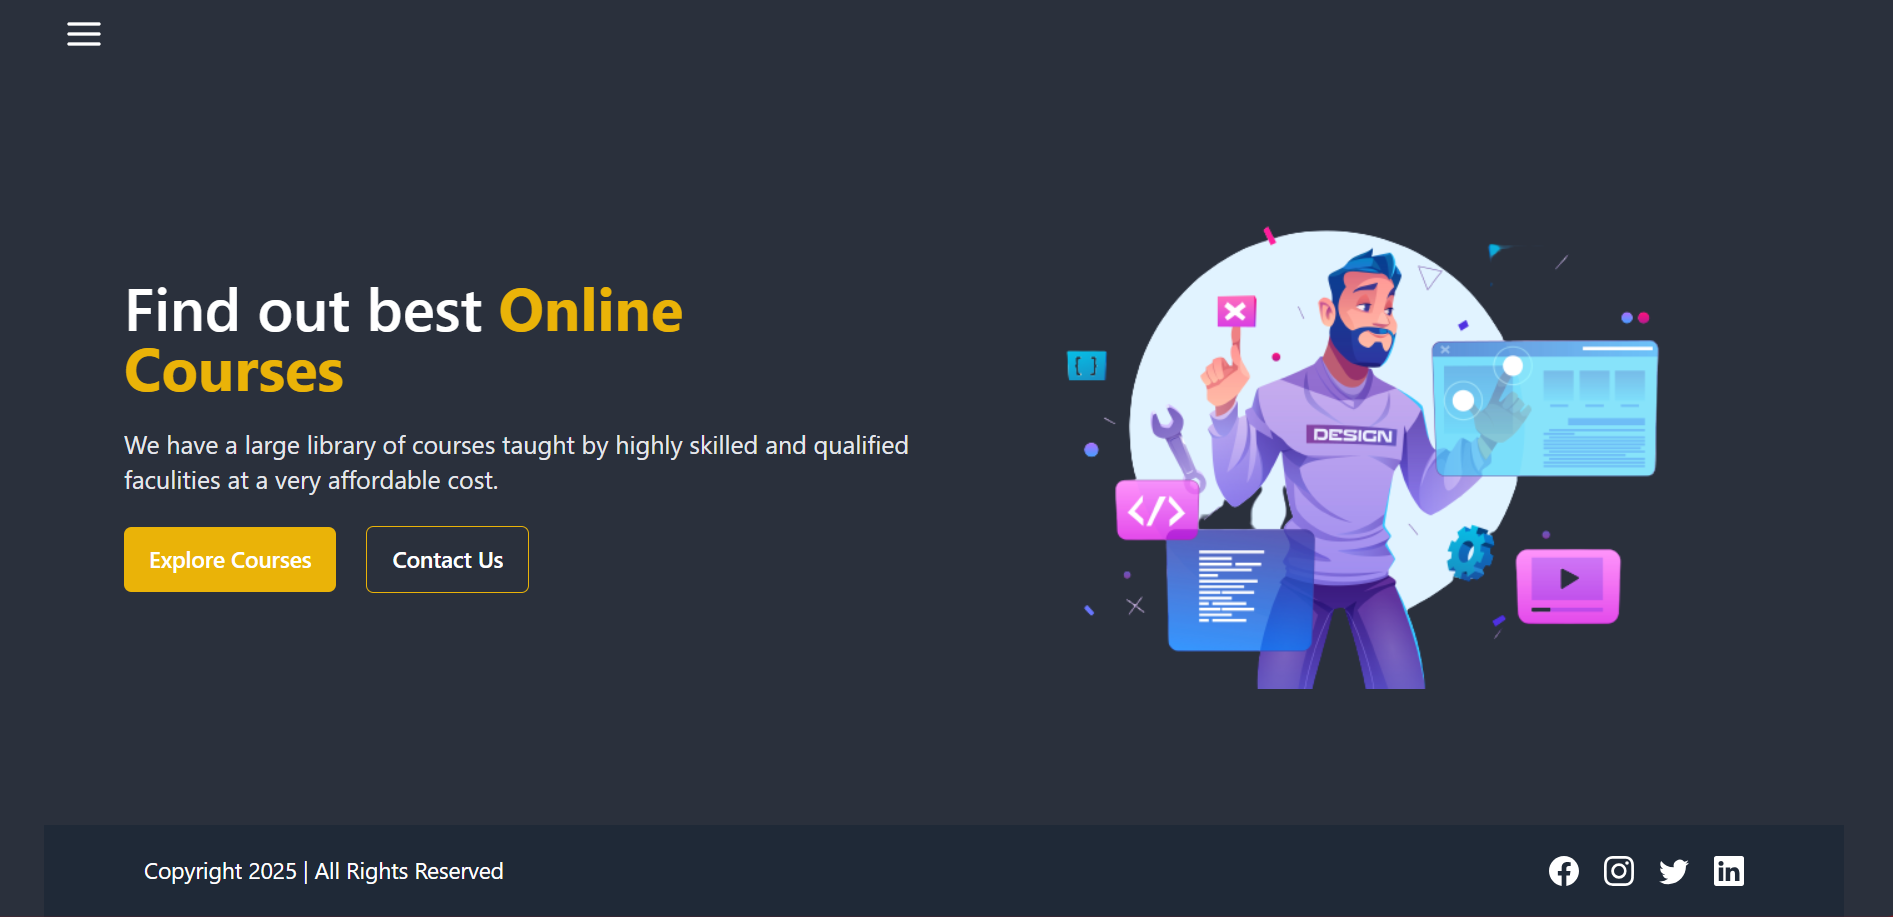 Find out best Online
Courses
We have a large library of courses taught by highly skilled and qualified
faculities at a very affordable cost.
Explore Courses
Contact Us
DESIGN
Copyright 2025 | All Rights Reserved